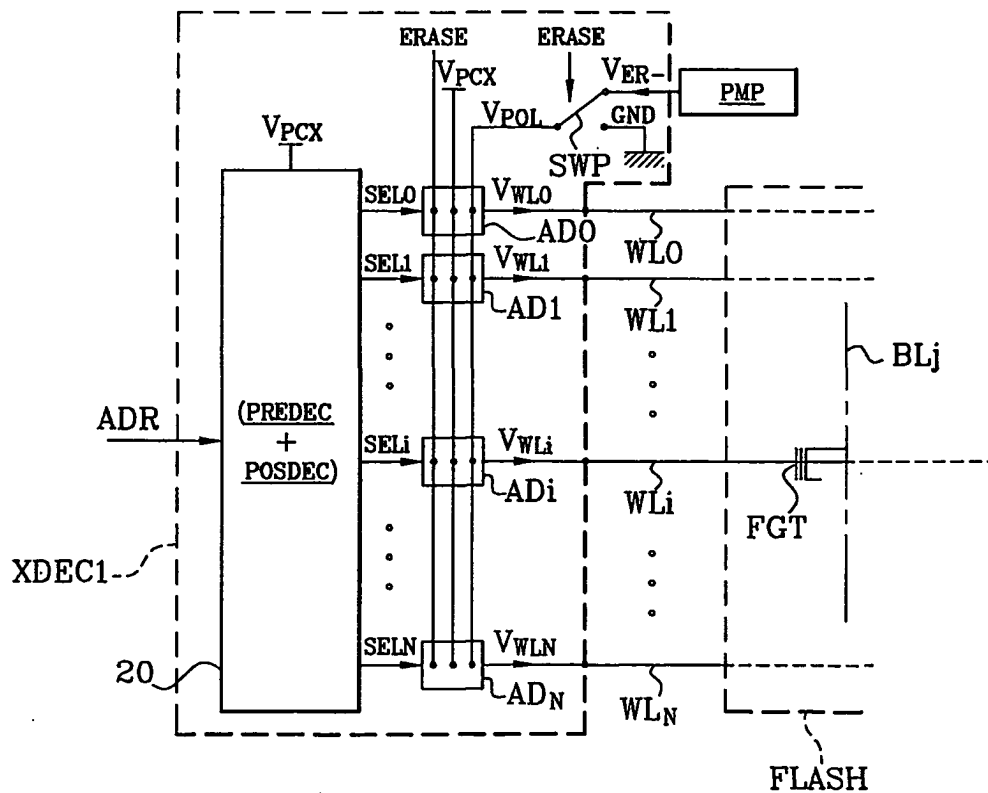 ERASE ERASE
VPCX VER- PMP
VPOL GND
VPCX SWP
SEL0 VWL0
AD0 WL0
SEL1 VWL1
AD1 WL1
BLj
ADR (PREDEC
+
POSDEC)
SELi VWLi
ADi WLi FGT
XDEC1
SELN VWLN
20 ADN WLN
FLASH